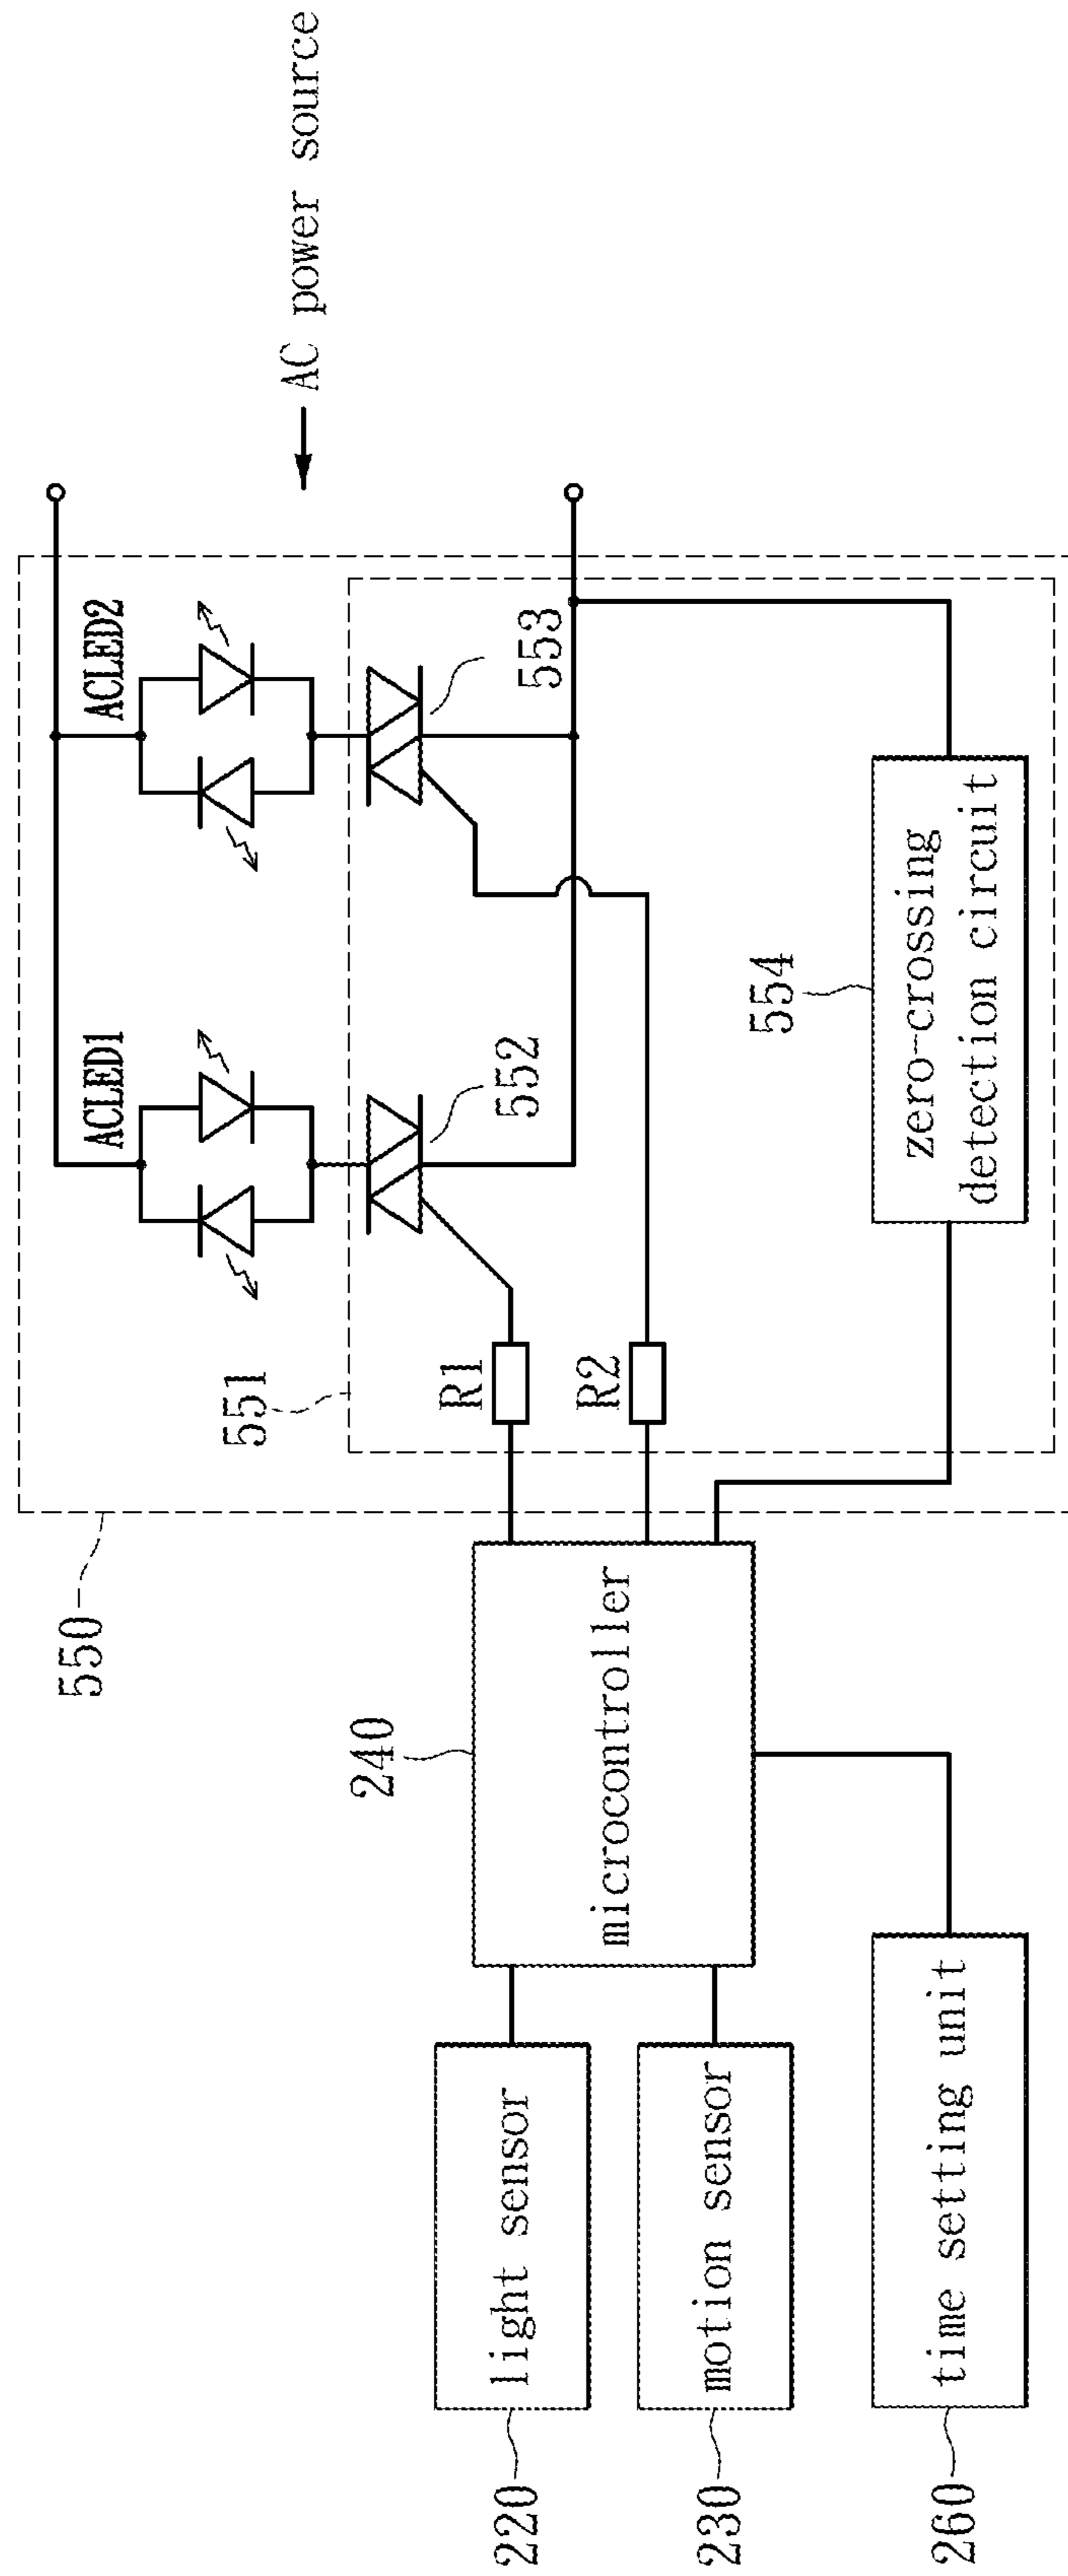 AC power source
ACLED1
ACLED2
550
551
552
553
R1
R2
554
zero-crossing
detection circuit
240
microcontroller
220
light sensor
230
motion sensor
260
time setting unit